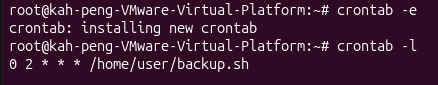 root@kah-peng-VMware-Virtual-Platform:~# crontab -e
crontab: installing new crontab
root@kah-peng-VMware-Virtual-Platform:~# crontab -l
0 2 * * * /home/user/backup.sh